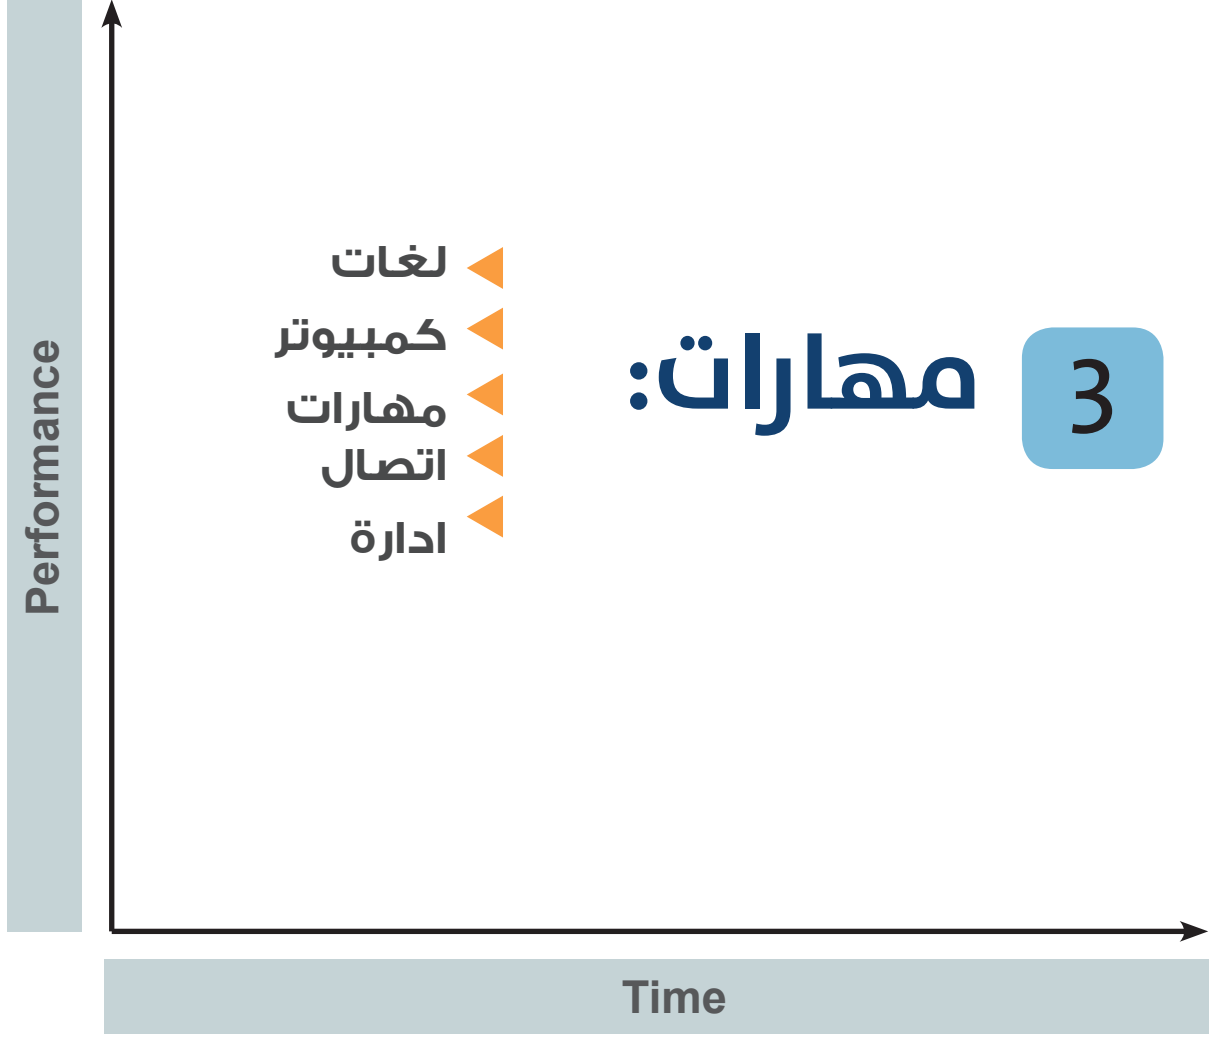 3
مهارات:
لغات
كمبيوتر
مهارات
اتصال
ادارة
Performance
Time